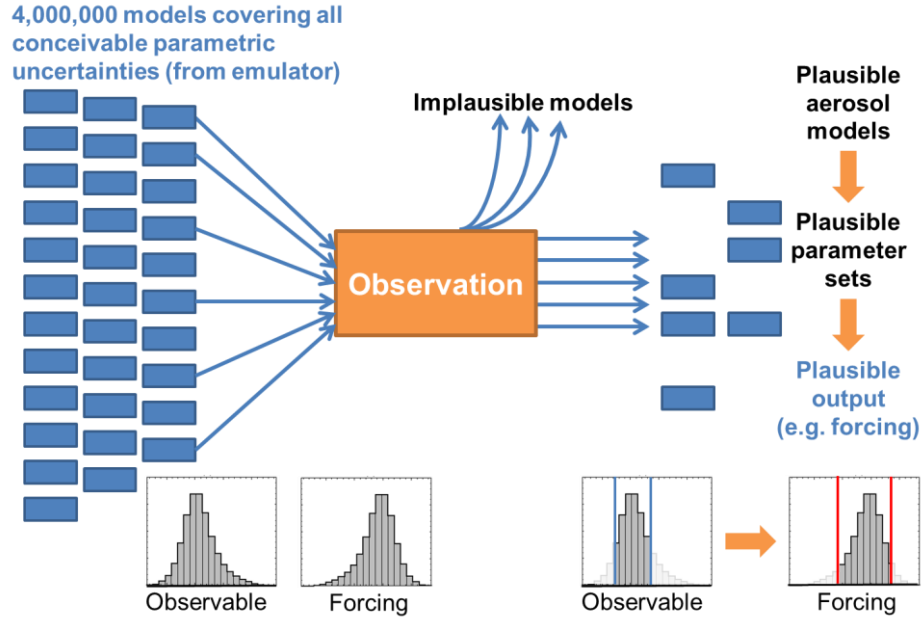 4,000,000 models covering all
conceivable parametric
uncertainties (from emulator)
Implausible models
Plausible
aerosol
models
Observation
Plausible
parameter
sets
Plausible
output
(e.g. forcing)
Observable
Forcing
Observable
Forcing